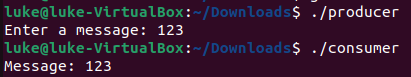 luke@luke-VirtualBox:~/Downloads$ ./producer
Enter a message: 123
luke@luke-VirtualBox:~/Downloads$ ./consumer
Message: 123